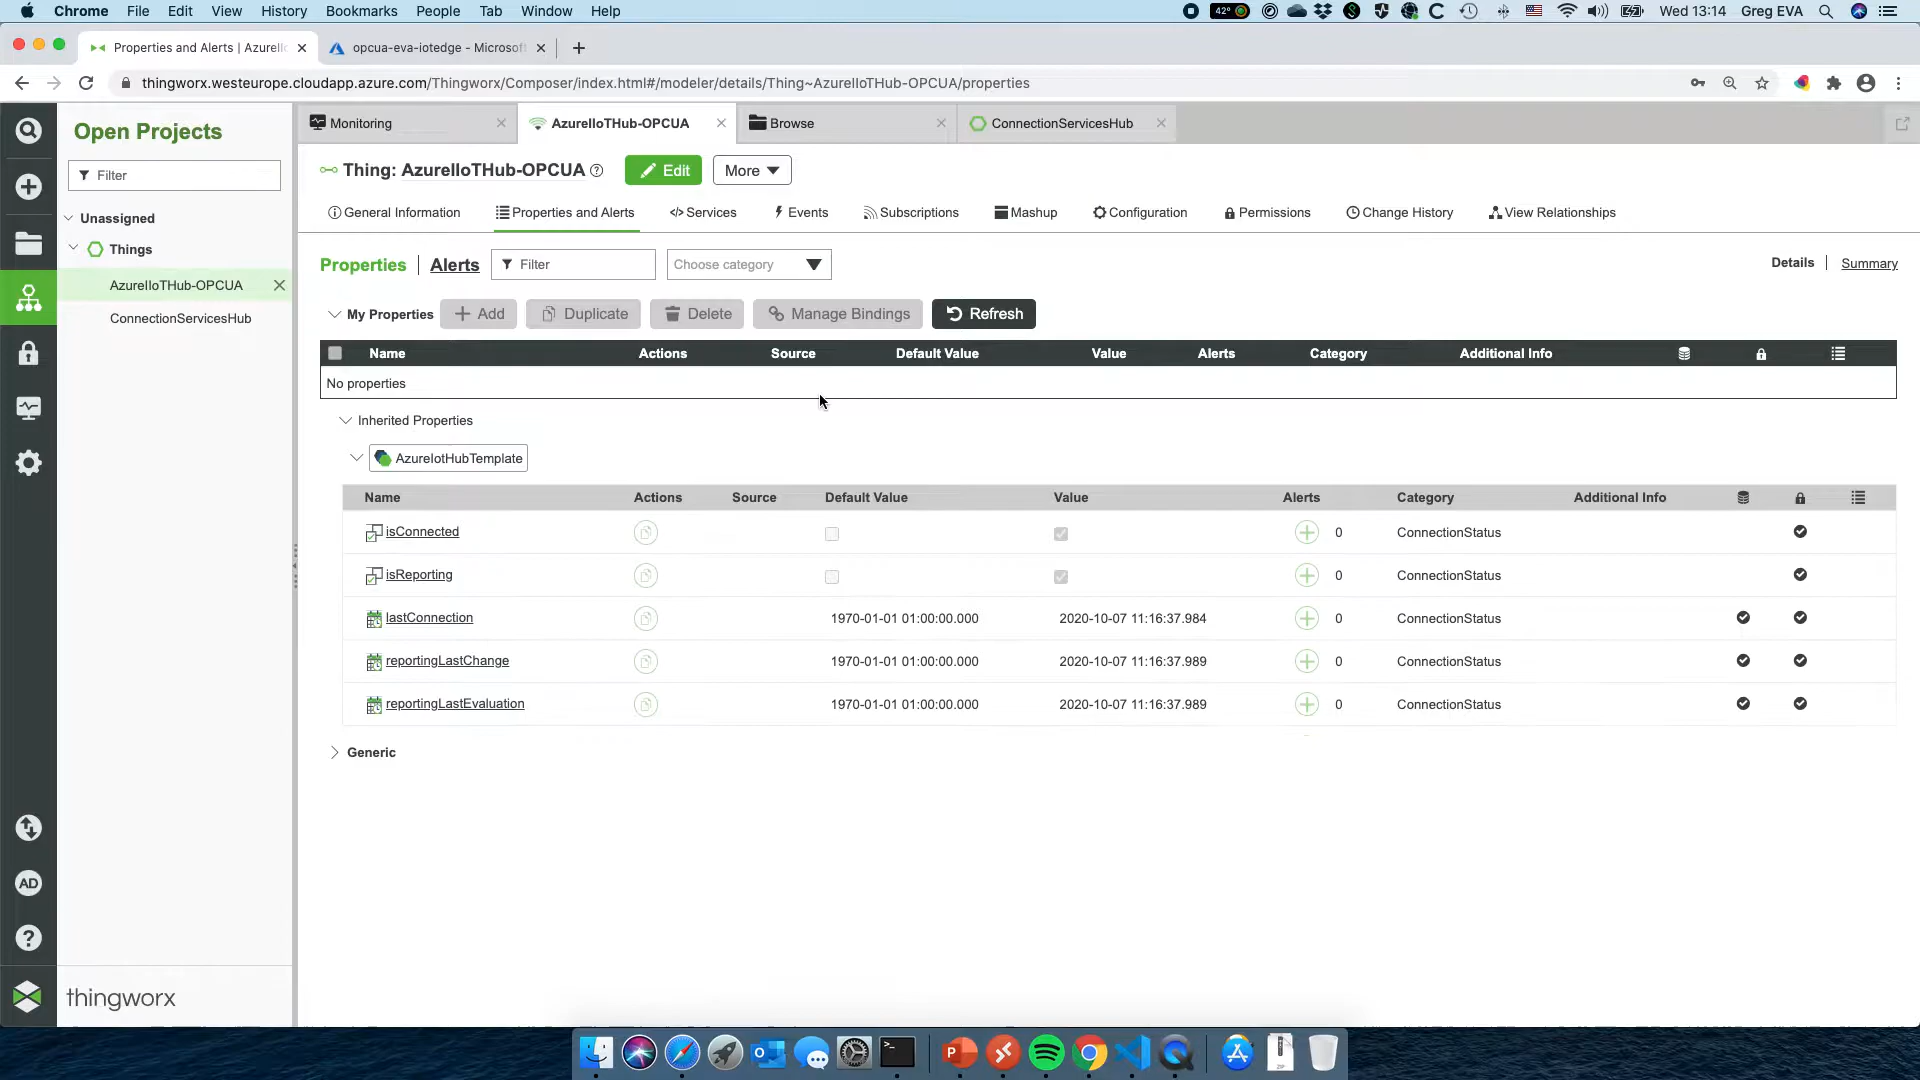 Chrome File Edit View History Bookmarks People Tab Window Help 42° Wed 13:14 Greg EVA
Properties and Alerts | AzureIIo opcua-eva-iotedge - Microsoft
thingworx.westeurope.cloudapp.azure.com/Thingworx/Composer/index.html#/modeler/details/Thing~AzureIIoTHub-OPCUA/properties
Open Projects
Filter
Unassigned
Things
AzureIIoTHub-OPCUA
ConnectionServicesHub
AD
?
thingworx
Monitoring AzureIIoTHub-OPCUA Browse ConnectionServicesHub
Thing: AzureIIoTHub-OPCUA ? Edit More
General Information Properties and Alerts Services Events Subscriptions Mashup Configuration Permissions Change History View Relationships
Properties | Alerts Filter Choose category Details | Summary
My Properties + Add Duplicate Delete Manage Bindings Refresh
Name Actions Source Default Value Value Alerts Category Additional Info
No properties
Inherited Properties
AzureIotHubTemplate
Name Actions Source Default Value Value Alerts Category Additional Info
isConnected 0 ConnectionStatus
isReporting 0 ConnectionStatus
lastConnection 1970-01-01 01:00:00.000 2020-10-07 11:16:37.984 0 ConnectionStatus
reportingLastChange 1970-01-01 01:00:00.000 2020-10-07 11:16:37.989 0 ConnectionStatus
reportingLastEvaluation 1970-01-01 01:00:00.000 2020-10-07 11:16:37.989 0 ConnectionStatus
Generic